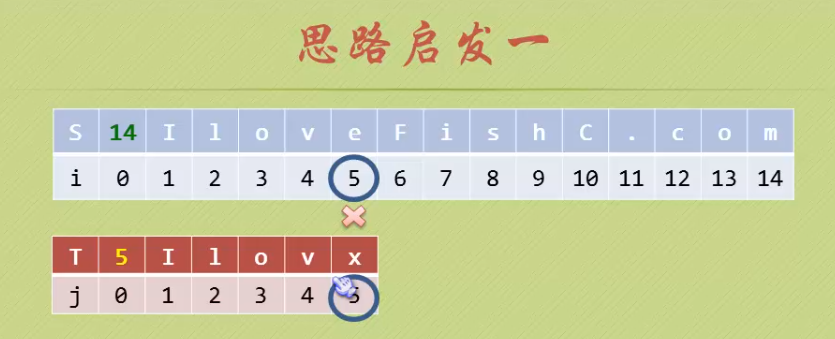 思路启发一
S 14 I l o v e F i s h C . c o m
i 0 1 2 3 4 5 6 7 8 9 10 11 12 13 14
T 5 I l o v x
j 0 1 2 3 4 5